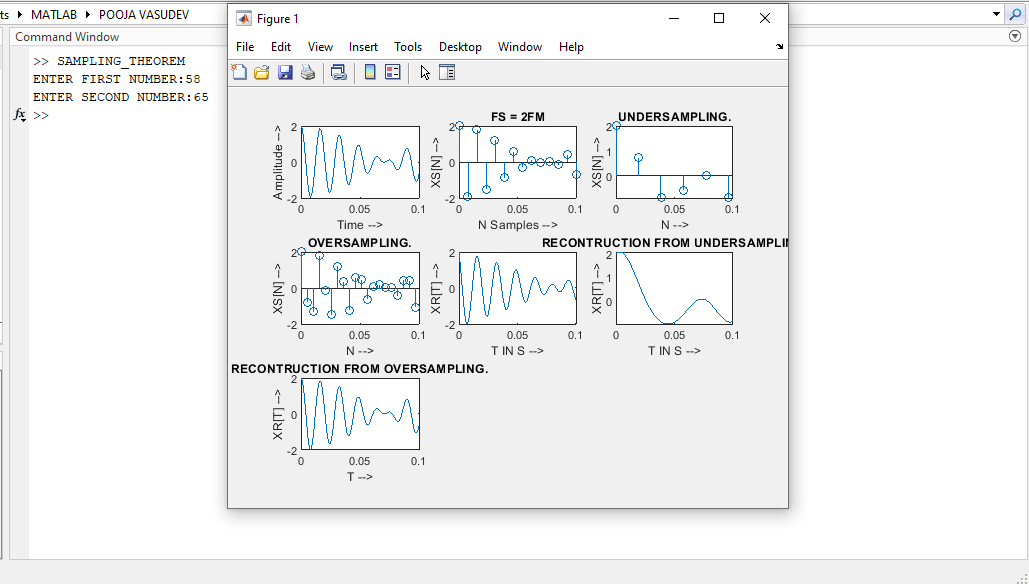 ts ▸ MATLAB ▸ POOJA VASUDEV
Command Window
>> SAMPLING_THEOREM
ENTER FIRST NUMBER:58
ENTER SECOND NUMBER:65
fx >>
Figure 1
File Edit View Insert Tools Desktop Window Help
Amplitude -->
2
0
-2
0 0.05 0.1
Time -->
FS = 2FM
XS[N] -->
2
0
-2
0 0.05 0.1
N Samples -->
UNDERSAMPLING.
XS[N] -->
2
1
0
0 0.05 0.1
N -->
OVERSAMPLING.
XS[N] -->
2
0
-2
0 0.05 0.1
N -->
XR[T] -->
2
0
-2
0 0.05 0.1
T IN S -->
RECONTRUCTION FROM UNDERSAMPLI
XR[T] -->
2
1
0
0 0.05 0.1
T IN S -->
RECONTRUCTION FROM OVERSAMPLING.
XR[T] -->
2
0
-2
0 0.05 0.1
T -->